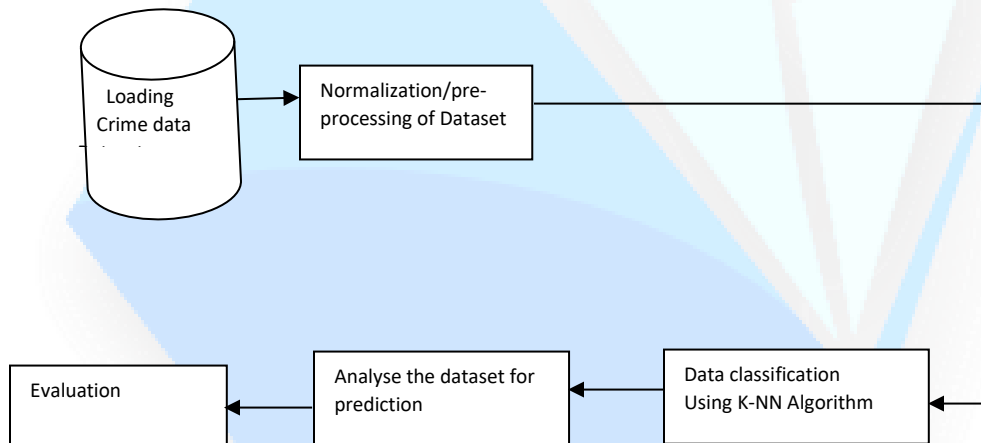 Loading
Crime data
Normalization/pre-
processing of Dataset
Evaluation
Analyse the dataset for
prediction
Data classification
Using K-NN Algorithm